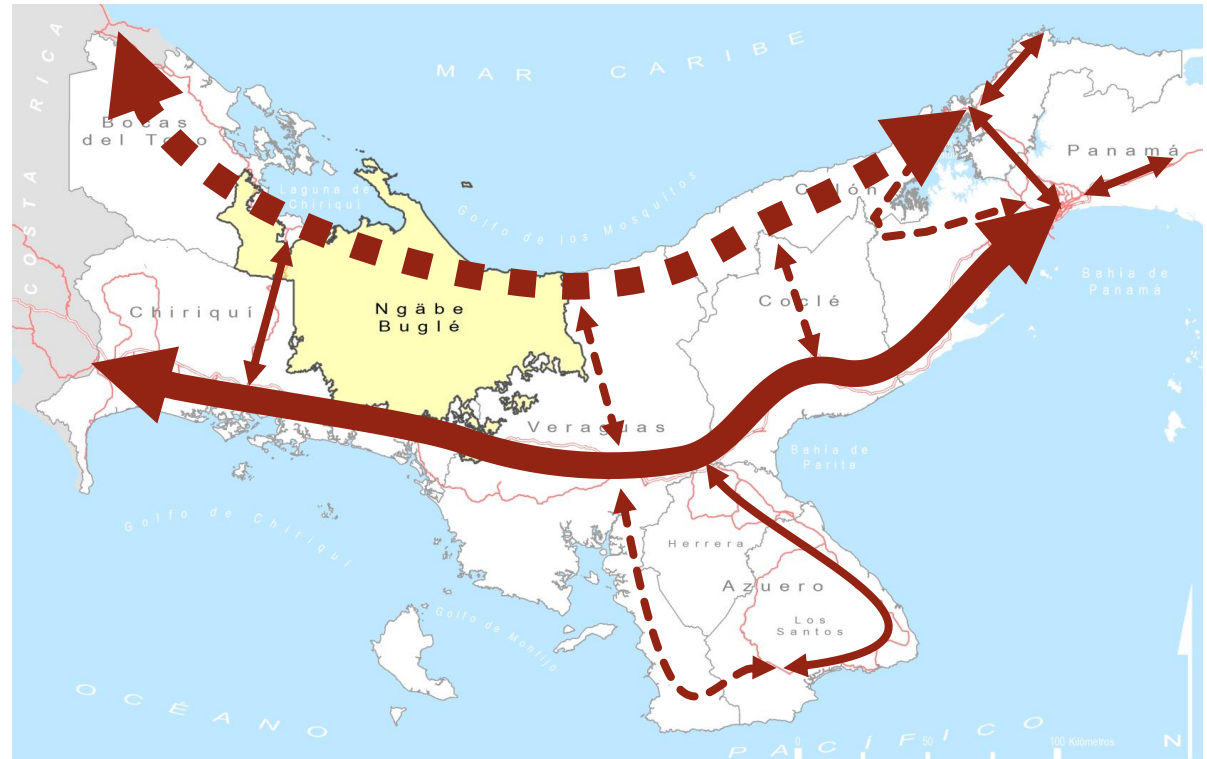 MAR CARIBE
COSTA RICA
Bocas
del Toro
Laguna de
Chiriquí
Golfo de los Mosquitos
Colón
Panamá
Bahía de
Panamá
Chiriquí
Ngäbe
Buglé
Coclé
Veraguas
Bahía de
Parita
Golfo de Chiriquí
Herrera
Azuero
Los
Santos
Golfo de Montijo
OCÉANO
PACÍFICO
0 50 100 Kilómetros
N